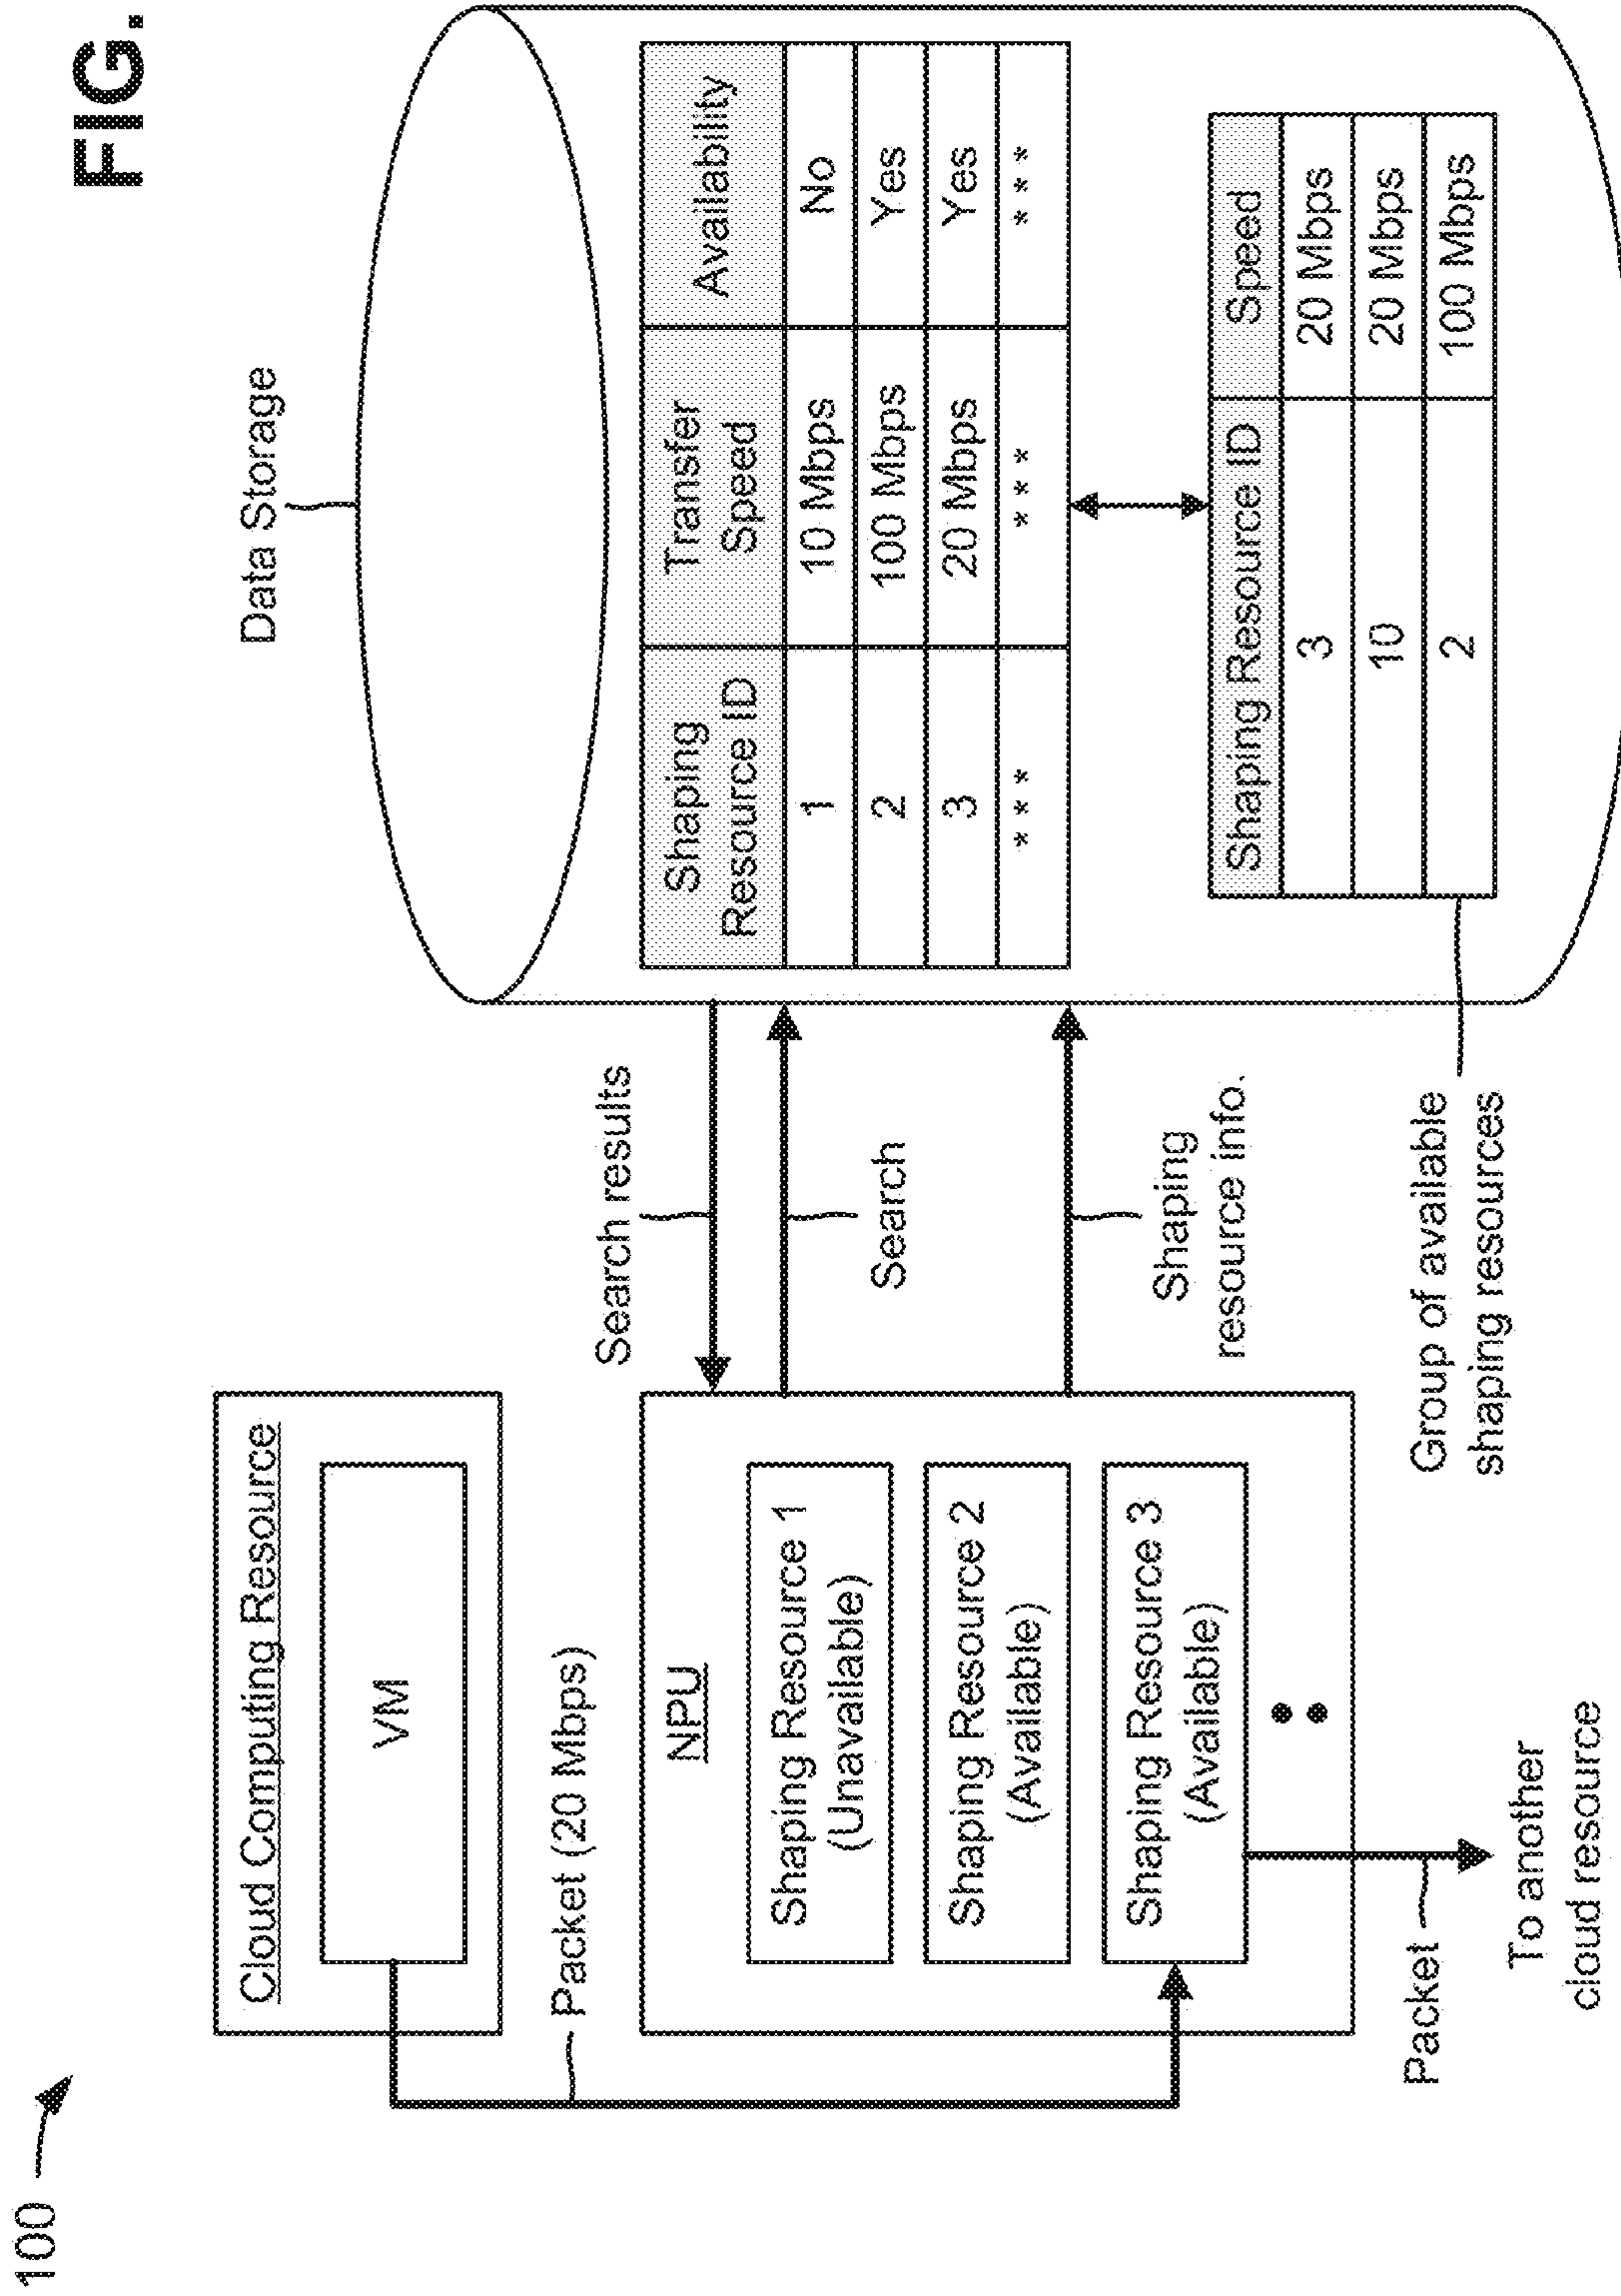 100
FIG.
Cloud Computing Resource
VM
Packet (20 Mbps)
NPU
Shaping Resource 1
(Unavailable)
Shaping Resource 2
(Available)
Shaping Resource 3
(Available)
Packet
To another
cloud resource
Search results
Search
Shaping
resource info.
Group of available
shaping resources
Data Storage
Shaping
Resource ID
Transfer
Speed
Availability
1
10 Mbps
No
2
100 Mbps
Yes
3
20 Mbps
Yes
***
***
***
Shaping Resource ID
Speed
3
20 Mbps
10
20 Mbps
2
100 Mbps